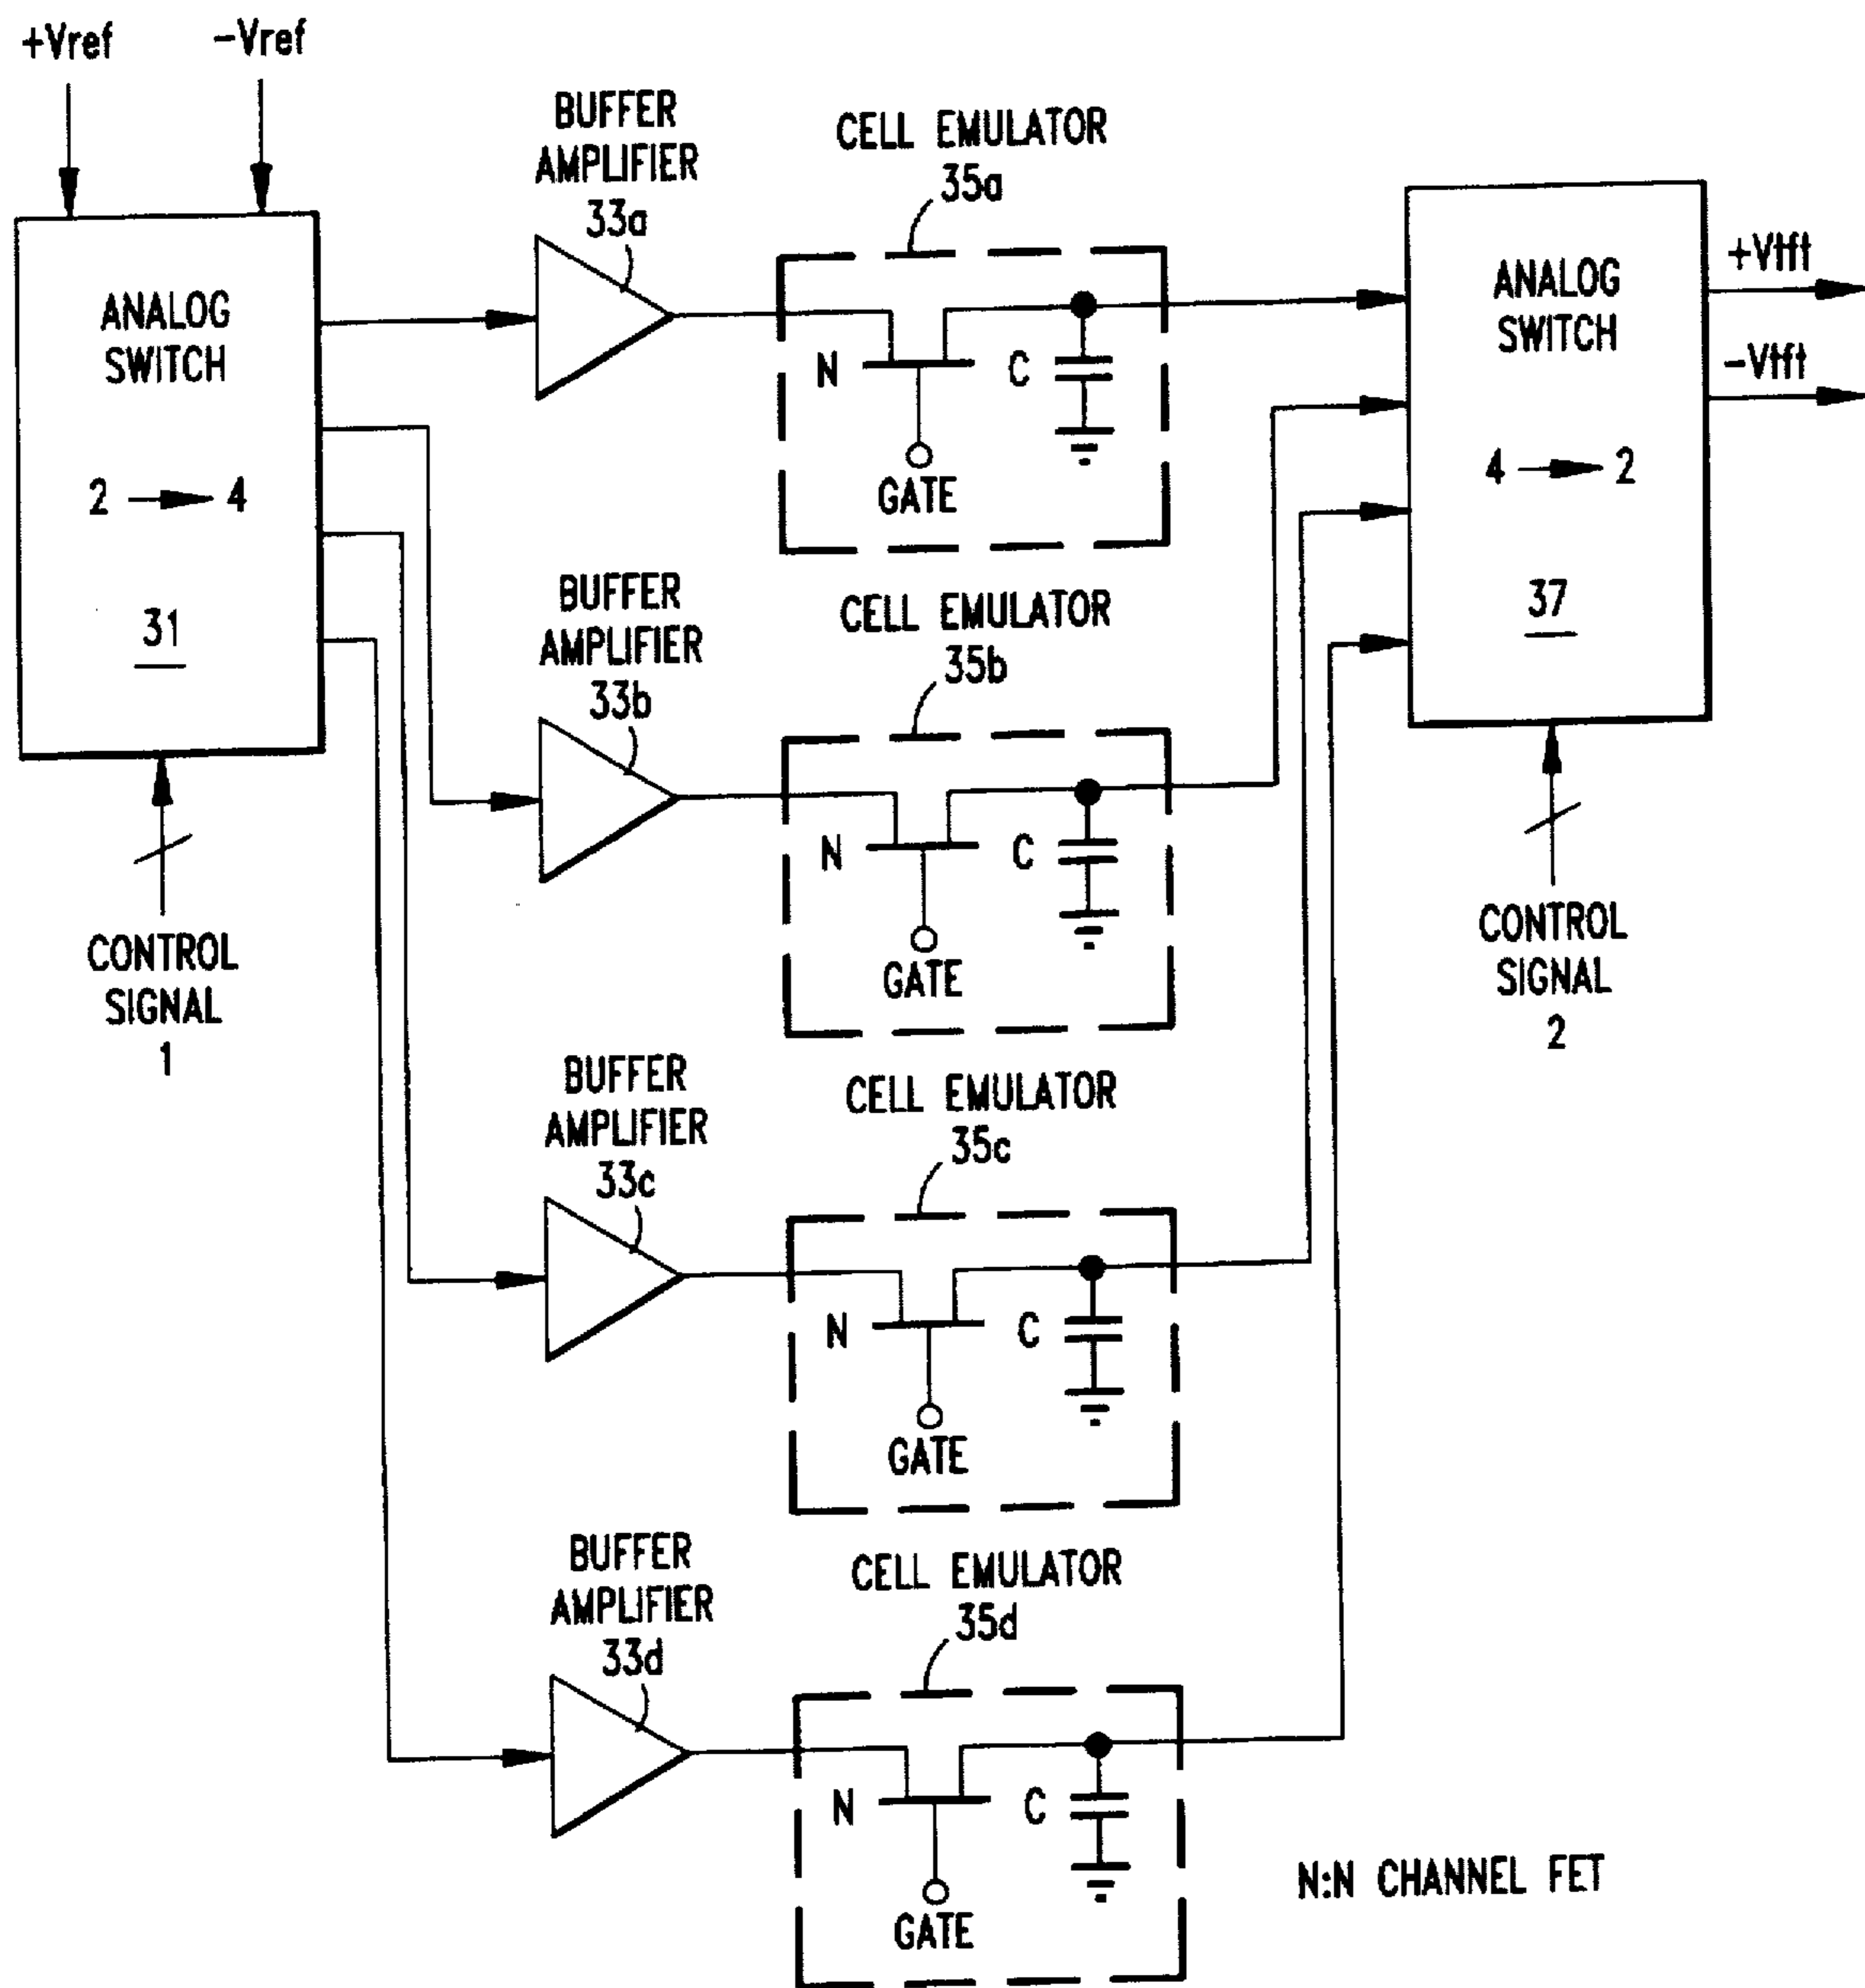 +Vref
-Vref
ANALOG
SWITCH
2 → 4
31
CONTROL
SIGNAL
1
BUFFER
AMPLIFIER
33a
CELL EMULATOR
35a
N
C
GATE
BUFFER
AMPLIFIER
33b
CELL EMULATOR
35b
N
C
GATE
BUFFER
AMPLIFIER
33c
CELL EMULATOR
35c
N
C
GATE
BUFFER
AMPLIFIER
33d
CELL EMULATOR
35d
N
C
GATE
ANALOG
SWITCH
4 → 2
37
+Vtft
-Vtft
CONTROL
SIGNAL
2
N:N CHANNEL FET